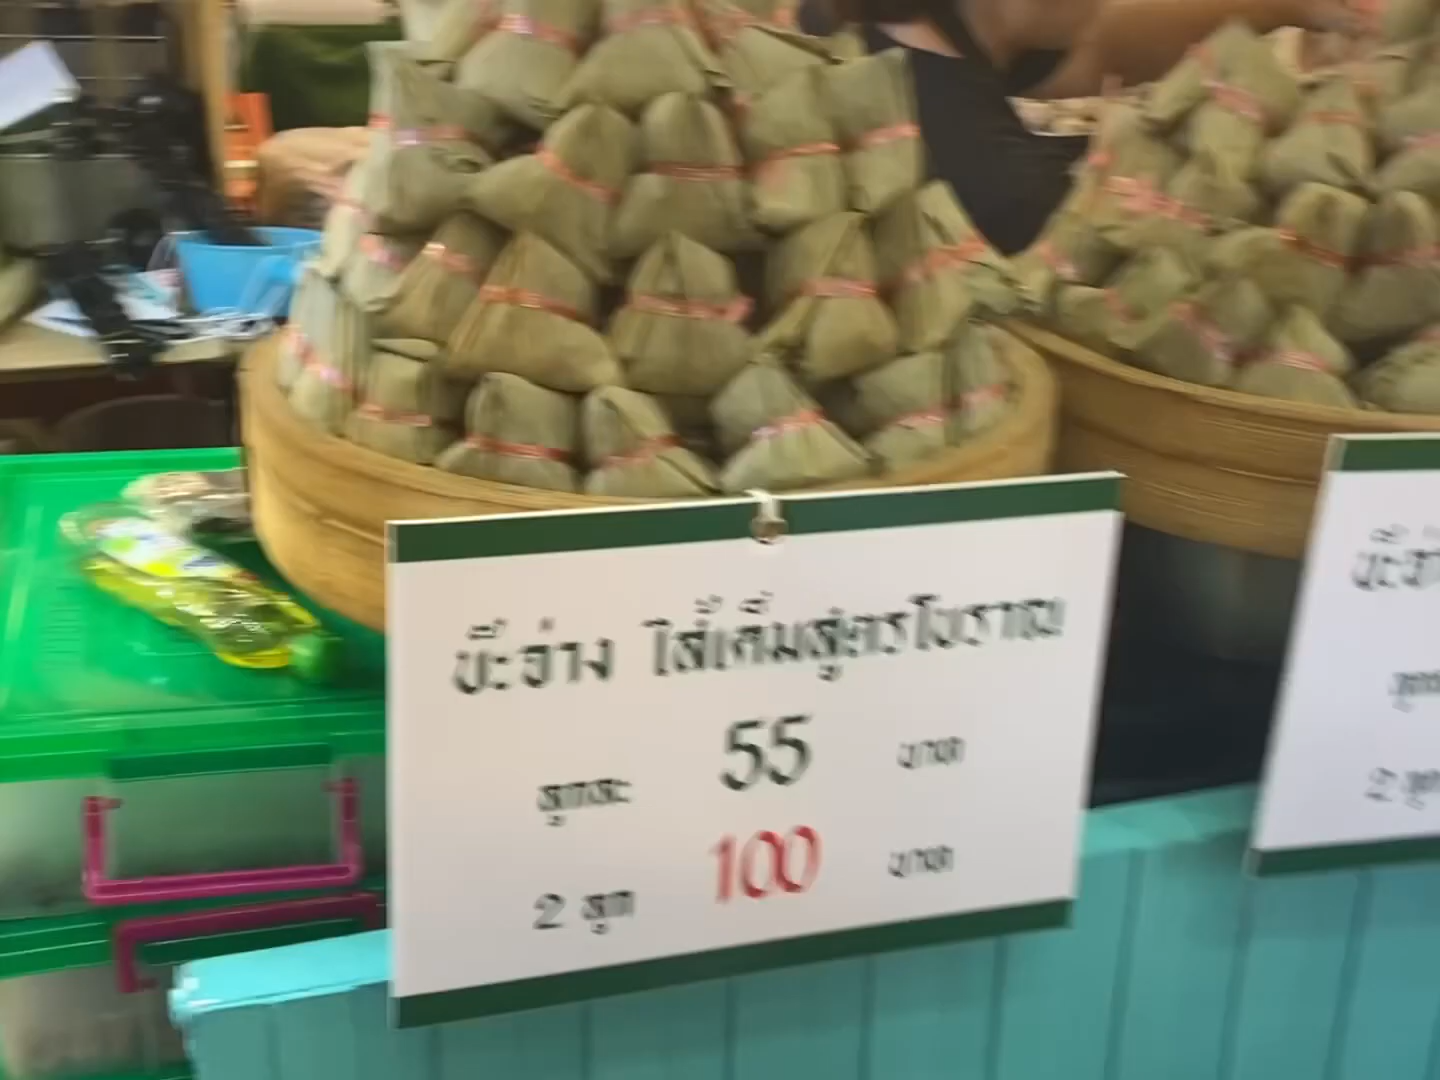 บ๊ะจ่าง ไส้เค็มสูตรโบราณ
ลูกละ 55 บาท
2 ลูก 100 บาท
2